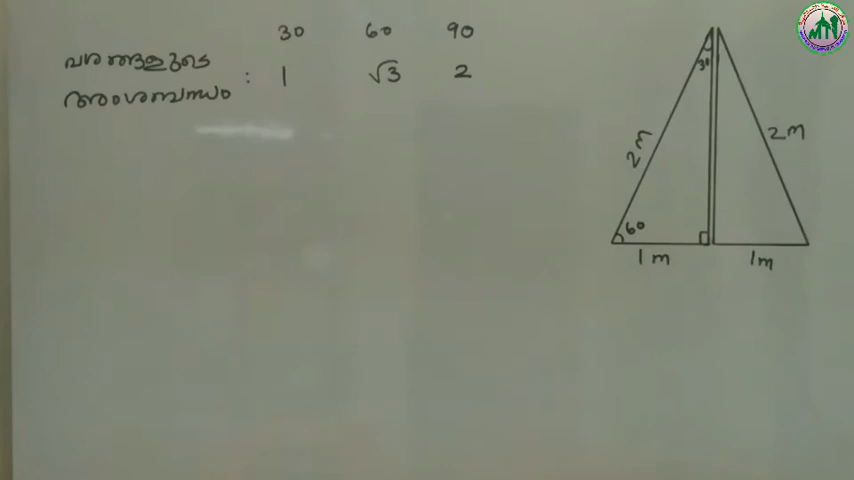 30 60 90
വശങ്ങളുടെ
അംശബന്ധം : 1 √3 2
30
2m 2m
60
1m 1m